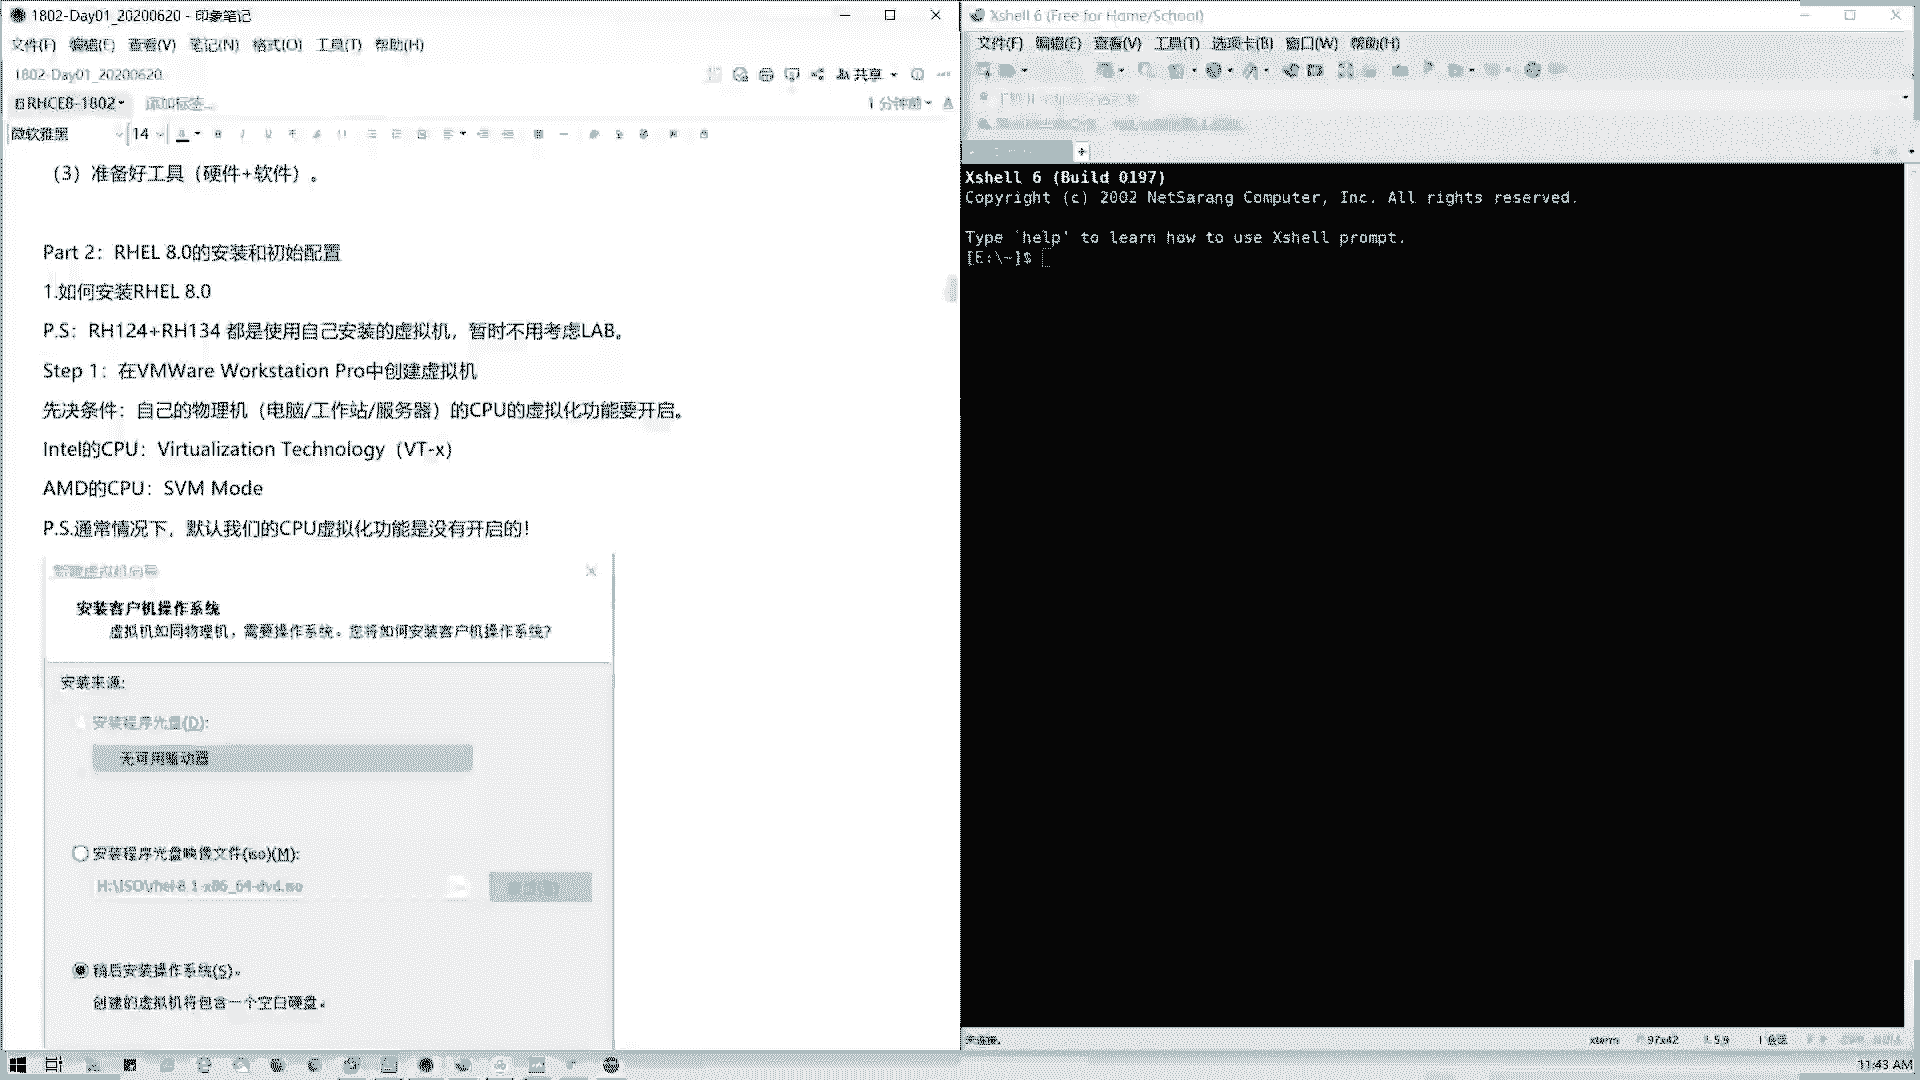 1802-Day01_20200620 - 印象笔记
文件(F) 编辑(E) 查看(V) 笔记(N) 格式(O) 工具(T) 帮助(H)
1802-Day01_20200620
共享
RHCE8-1802 添加标签...
1 分钟前
微软雅黑 14
（3）准备好工具（硬件+软件）。
Part 2：RHEL 8.0的安装和初始配置
1.如何安装RHEL 8.0
P.S：RH124+RH134 都是使用自己安装的虚拟机，暂时不用考虑LAB。
Step 1：在VMWare Workstation Pro中创建虚拟机
先决条件：自己的物理机（电脑/工作站/服务器）的CPU的虚拟化功能要开启。
Intel的CPU：Virtualization Technology（VT-x）
AMD的CPU：SVM Mode
P.S.通常情况下，默认我们的CPU虚拟化功能是没有开启的！
新建虚拟机向导
安装客户机操作系统
虚拟机如同物理机，需要操作系统。您将如何安装客户机操作系统?
安装来源:
安装程序光盘(D):
无可用驱动器
安装程序光盘映像文件(iso)(M):
H:\ISO\rhel-8.1-x86_64-dvd.iso
稍后安装操作系统(S)。
创建的虚拟机将包含一个空白硬盘。
Xshell 6 (Free for Home/School)
文件(F) 编辑(E) 查看(V) 工具(T) 选项卡(B) 窗口(W) 帮助(H)
Xshell 6 (Build 0197)
Copyright (c) 2002 NetSarang Computer, Inc. All rights reserved.
Type `help' to learn how to use Xshell prompt.
[E:\~]$
未连接。
xterm 97x42 5,9 1 会话
11:43 AM